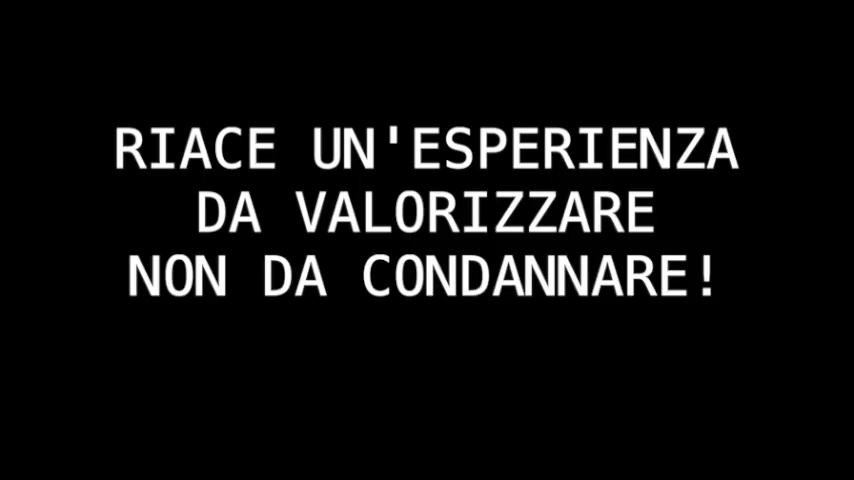 RIACE UN'ESPERIENZA
DA VALORIZZARE
NON DA CONDANNARE!